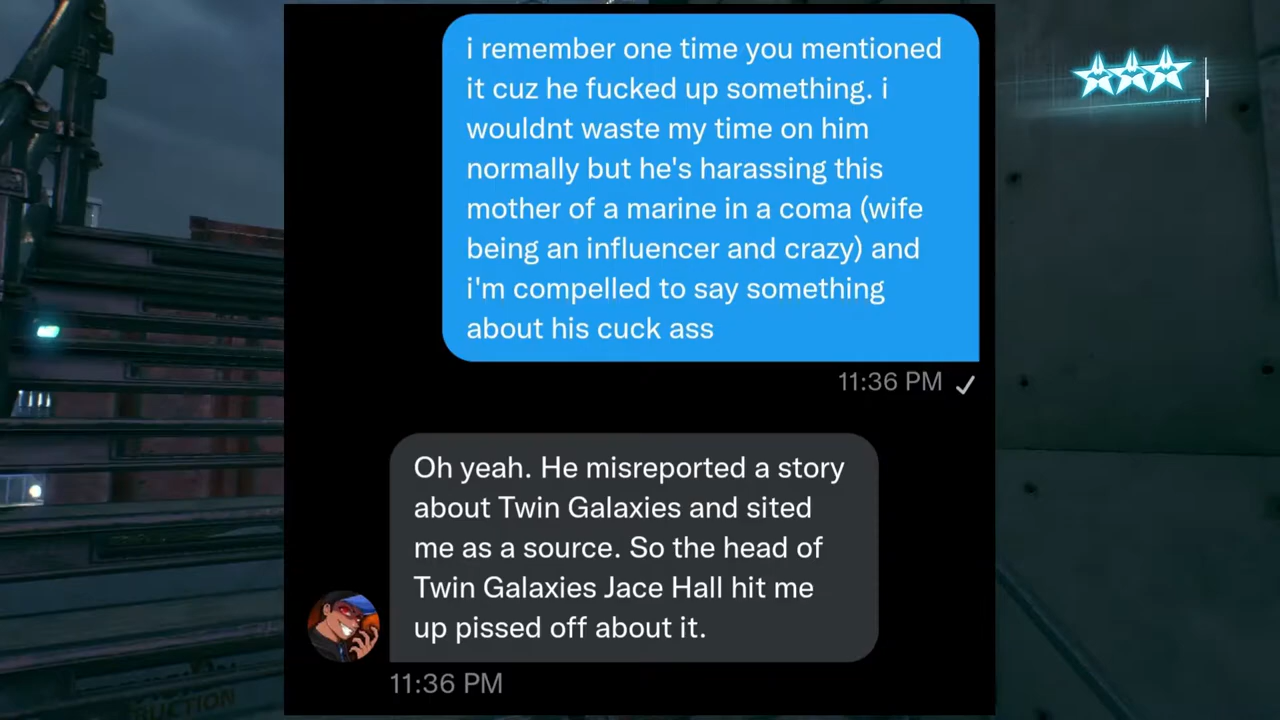 i remember one time you mentioned
it cuz he fucked up something. i
wouldnt waste my time on him
normally but he's harassing this
mother of a marine in a coma (wife
being an influencer and crazy) and
i'm compelled to say something
about his cuck ass
11:36 PM
Oh yeah. He misreported a story
about Twin Galaxies and sited
me as a source. So the head of
Twin Galaxies Jace Hall hit me
up pissed off about it.
11:36 PM